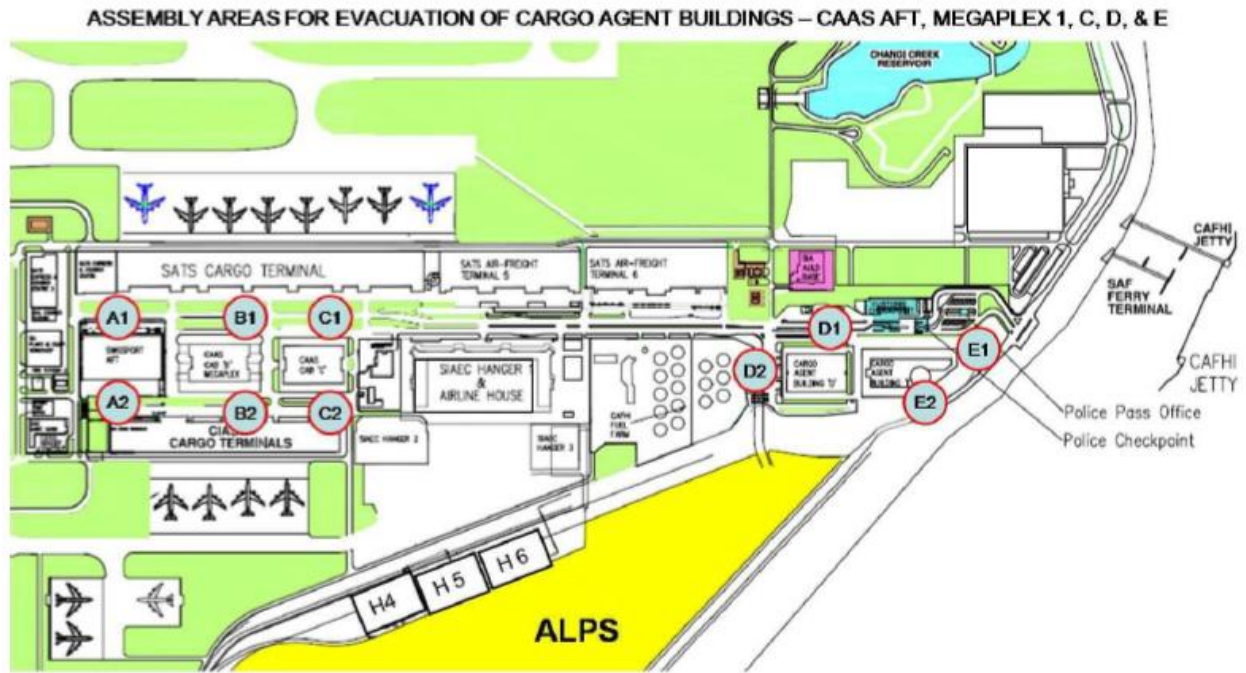 ASSEMBLY AREAS FOR EVACUATION OF CARGO AGENT BUILDINGS – CAAS AFT, MEGAPLEX 1, C, D, & E
CHANGI CREEK
RESERVOIR
CAFHI
JETTY
SAF
FERRY
TERMINAL
CAFHI
JETTY
SATS CARGO TERMINAL
SATS AIR-FREIGHT
TERMINAL 5
SATS AIR-FREIGHT
TERMINAL 6
A1
B1
C1
D1
E1
AFT
CAAS
MEGAPLEX
CAAS
CAB "C"
SIAEC HANGER
&
AIRLINE HOUSE
D2
CARGO
AGENT
BUILDING "D"
CARGO
AGENT
BUILDING
A2
B2
C2
E2
CARGO TERMINALS
SIAEC HANGER 2
SIAEC
HANGER 3
CAFHI
FUEL
FARM
Police Pass Office
Police Checkpoint
H4
H5
H6
ALPS